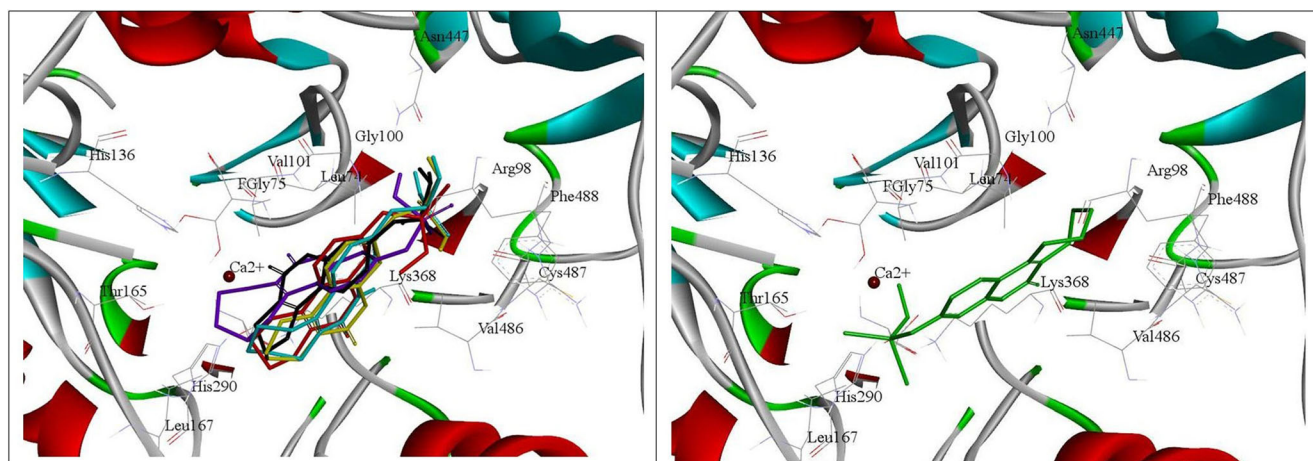 Asn447
Gly100
His136
Val101
Leu74
Arg98
FGly75
Phe488
Ca2+
Lys368
Cys487
Thr165
Val486
His290
Leu167
Asn447
Gly100
His136
Val101
Leu74
Arg98
FGly75
Phe488
Ca2+
Lys368
Cys487
Thr165
Val486
His290
Leu167